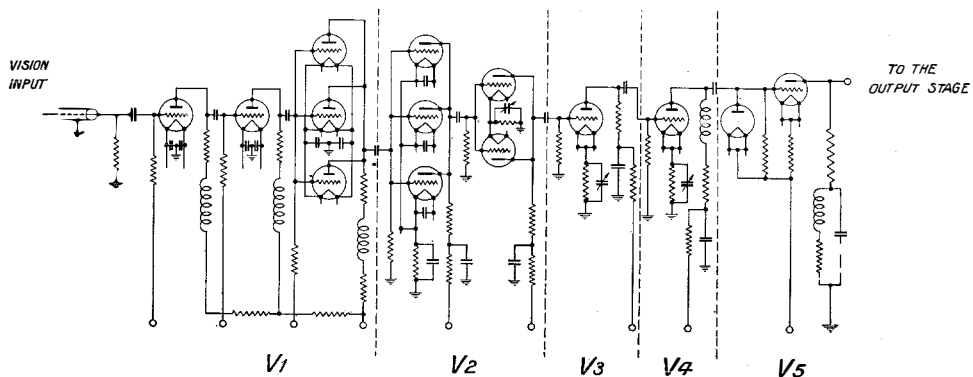 VISION
INPUT
TO THE
OUTPUT STAGE
V1
V2
V3
V4
V5